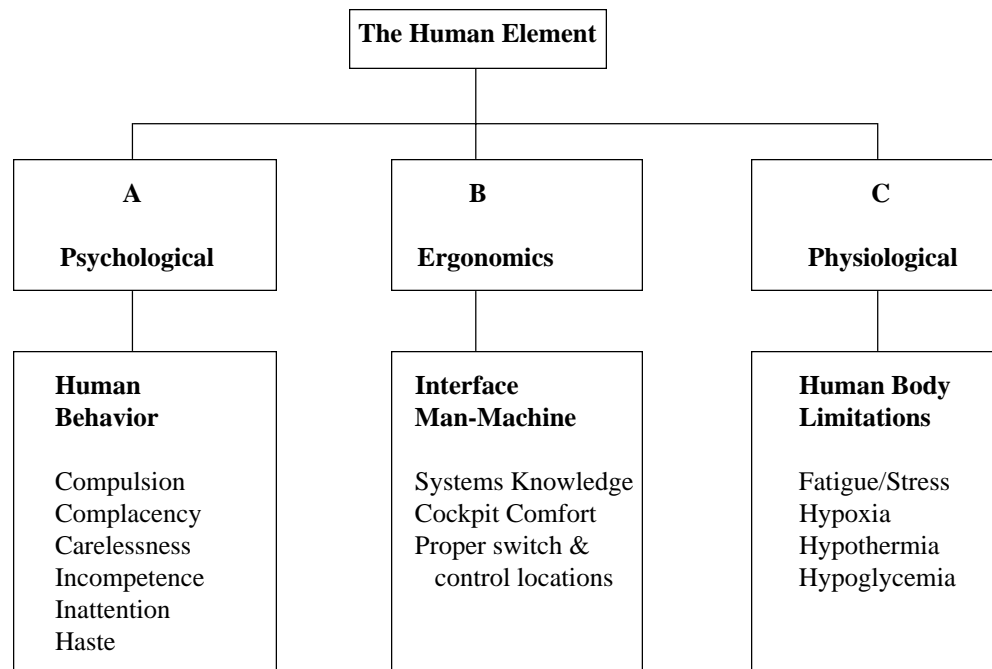 The Human Element
A
Psychological
B
Ergonomics
C
Physiological
Human
Behavior
Compulsion
Complacency
Carelessness
Incompetence
Inattention
Haste
Interface
Man-Machine
Systems Knowledge
Cockpit Comfort
Proper switch &
control locations
Human Body
Limitations
Fatigue/Stress
Hypoxia
Hypothermia
Hypoglycemia